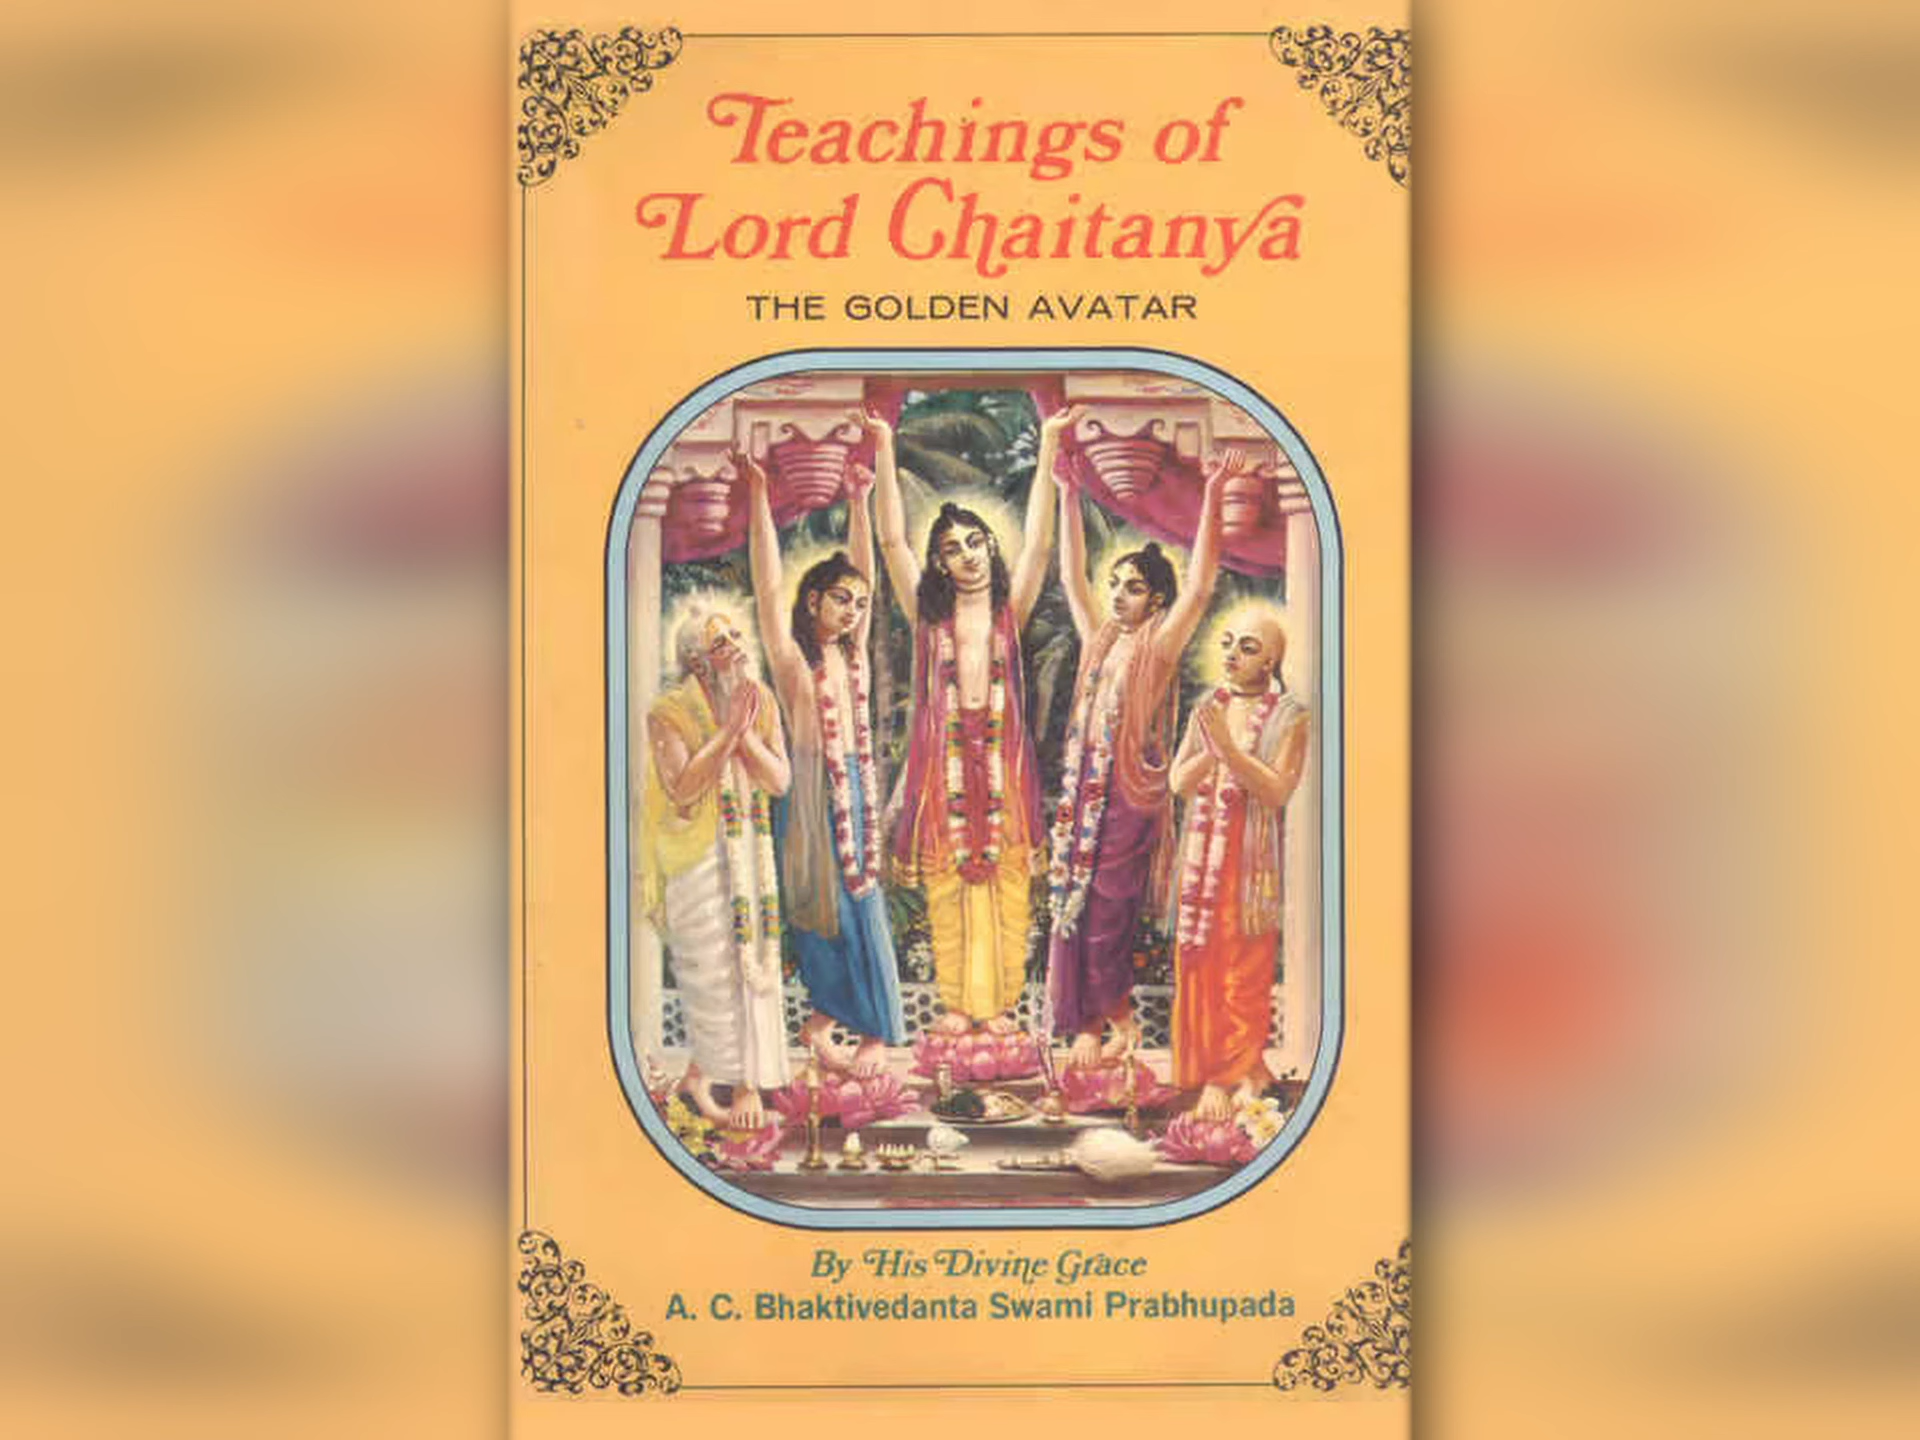 Teachings of
Lord Chaitanya
THE GOLDEN AVATAR
By His Divine Grace
A. C. Bhaktivedanta Swami Prabhupada